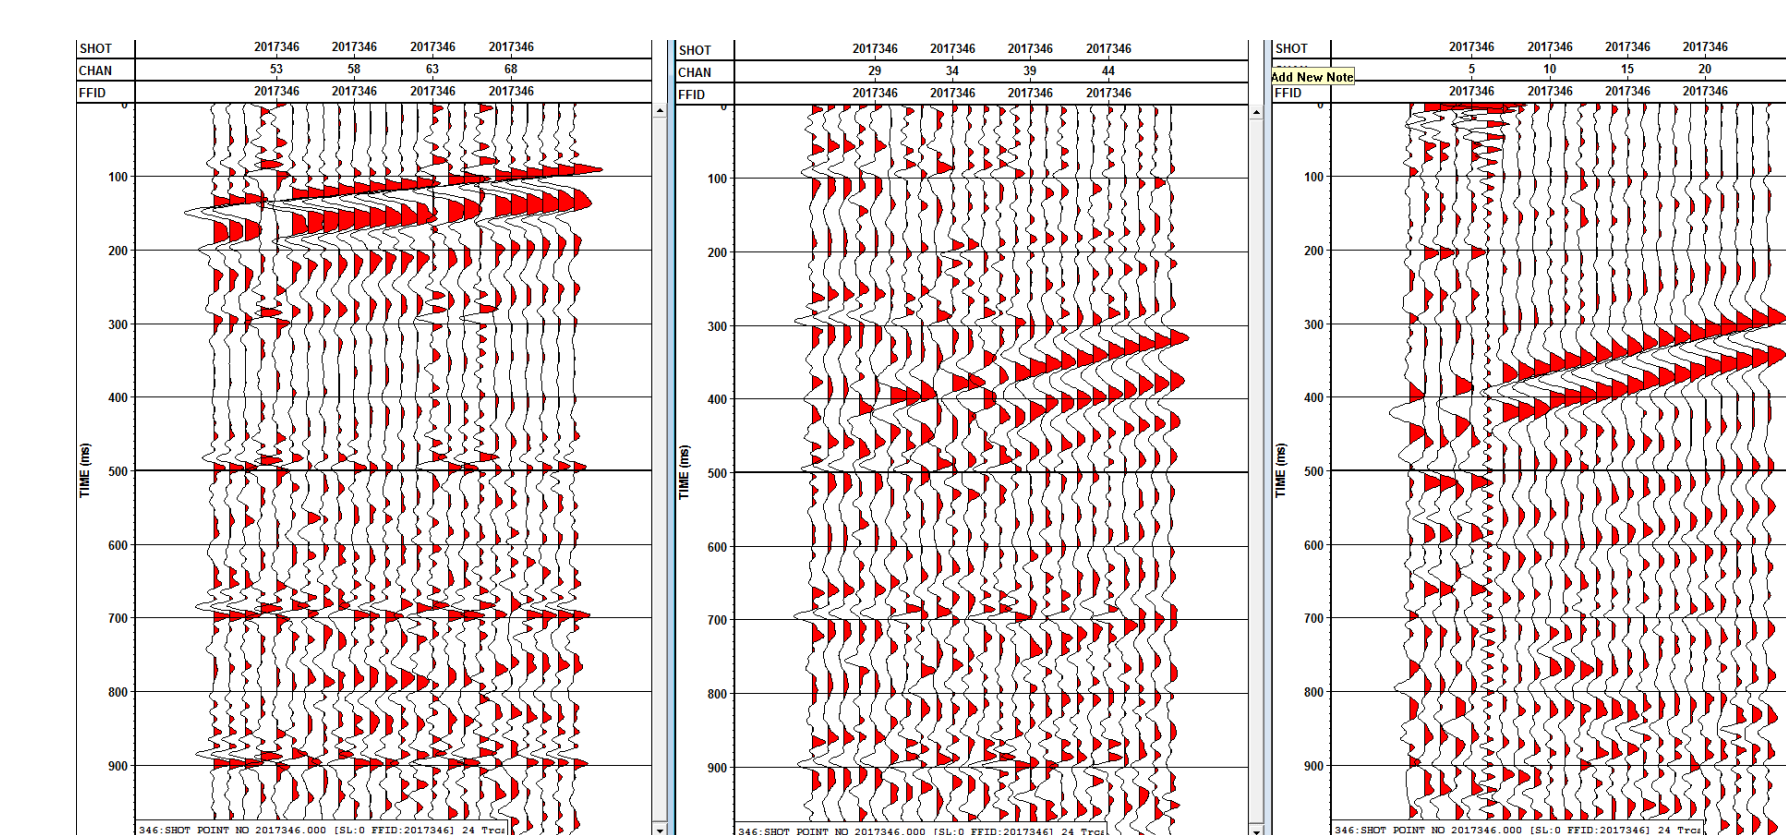 SHOT 2017346 2017346 2017346 2017346
CHAN 53 58 63 68
FFID 2017346 2017346 2017346 2017346
0
100
200
300
400
500
600
700
800
900
TIME (ms)
346:SHOT POINT NO 2017346.000 [SL:0 FFID:2017346] 24 Trcs
SHOT 2017346 2017346 2017346 2017346
CHAN 29 34 39 44
FFID 2017346 2017346 2017346 2017346
0
100
200
300
400
500
600
700
800
900
TIME (ms)
346:SHOT POINT NO 2017346.000 [SL:0 FFID:2017346] 24 Trcs
SHOT 2017346 2017346 2017346 2017346
Add New Note
5 10 15 20
FFID 2017346 2017346 2017346 2017346
0
100
200
300
400
500
600
700
800
900
TIME (ms)
346:SHOT POINT NO 2017346.000 [SL:0 FFID:2017346] 24 Trcs